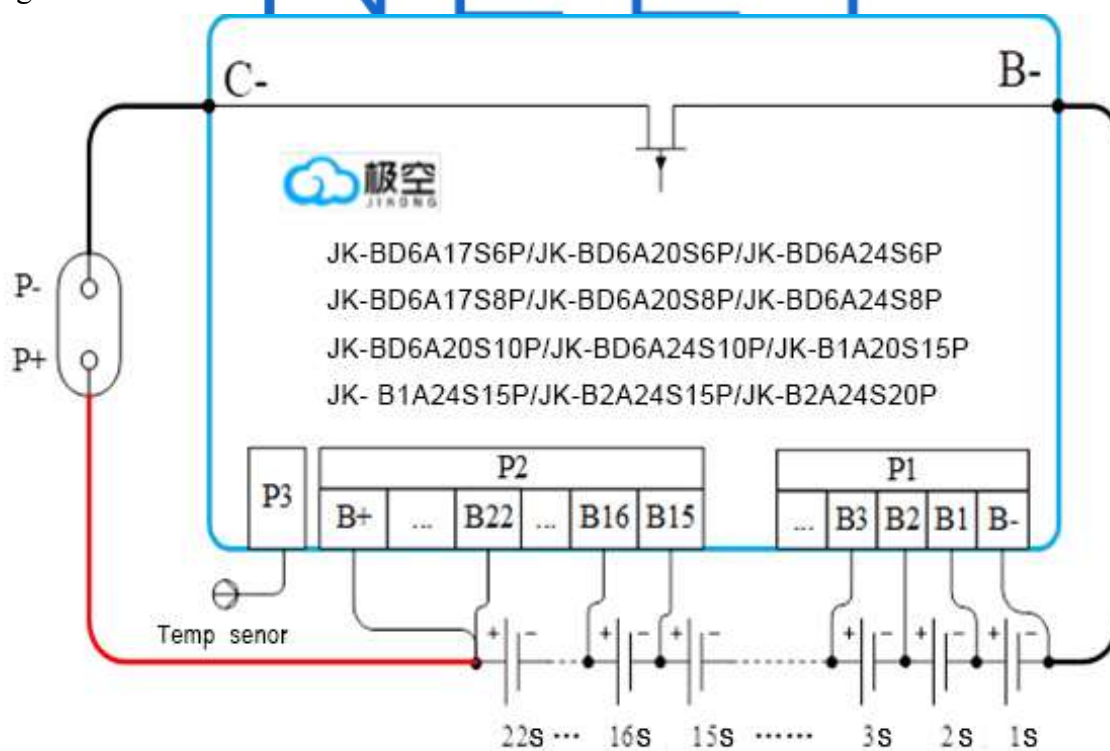 C-
B-
极空
JIKONG
JK-BD6A17S6P/JK-BD6A20S6P/JK-BD6A24S6P
JK-BD6A17S8P/JK-BD6A20S8P/JK-BD6A24S8P
JK-BD6A20S10P/JK-BD6A24S10P/JK-B1A20S15P
JK- B1A24S15P/JK-B2A24S15P/JK-B2A24S20P
P-
P+
P3
P2
B+ ... B22 ... B16 B15
P1
... B3 B2 B1 B-
Temp senor
+ - + - + - + - + - + -
22s ··· 16s 15s ······ 3s 2s 1s